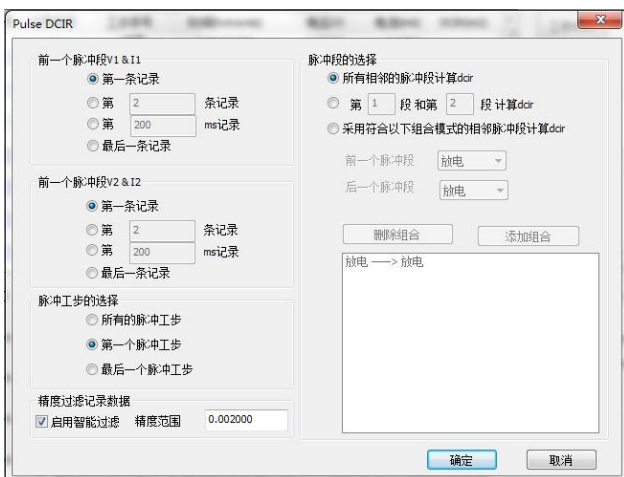 Pulse DCIR
前一个脉冲段V1 & I1
第一条记录
第 2 条记录
第 200 ms记录
最后一条记录
前一个脉冲段V2 & I2
第一条记录
第 2 条记录
第 200 ms记录
最后一条记录
脉冲工步的选择
所有的脉冲工步
第一个脉冲工步
最后一个脉冲工步
精度过滤记录数据
启用智能过滤 精度范围 0.002000
脉冲段的选择
所有相邻的脉冲段计算dcir
第 1 段 和第 2 段 计算dcir
采用符合以下组合模式的相邻脉冲段计算dcir
前一个脉冲段 放电
后一个脉冲段 放电
删除组合 添加组合
放电 ——> 放电
确定 取消